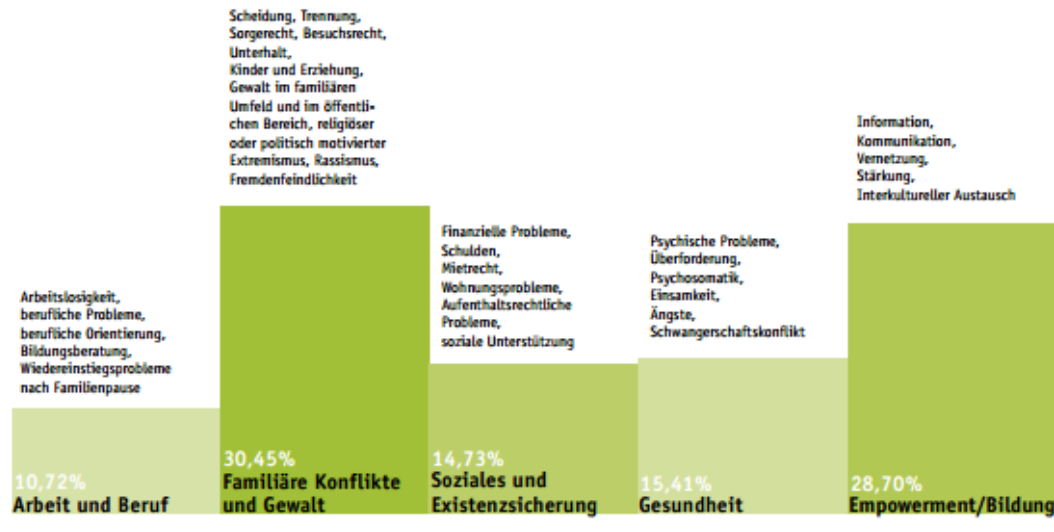 Arbeitslosigkeit,
berufliche Probleme,
berufliche Orientierung,
Bildungsberatung,
Wiedereinstiegsprobleme
nach Familienpause
10,72%
Arbeit und Beruf
Scheidung, Trennung,
Sorgerecht, Besuchsrecht,
Unterhalt,
Kinder und Erziehung,
Gewalt im familiären
Umfeld und im öffentli-
chen Bereich, religiöser
oder politisch motivierter
Extremismus, Rassismus,
Fremdenfeindlichkeit
30,45%
Familiäre Konflikte
und Gewalt
Finanzielle Probleme,
Schulden,
Mietrecht,
Wohnungsprobleme,
Aufenthaltsrechtliche
Probleme,
soziale Unterstützung
14,73%
Soziales und
Existenzsicherung
Psychische Probleme,
Überforderung,
Psychosomatik,
Einsamkeit,
Ängste,
Schwangerschaftskonflikt
15,41%
Gesundheit
Information,
Kommunikation,
Vernetzung,
Stärkung,
Interkultureller Austausch
28,70%
Empowerment/Bildung